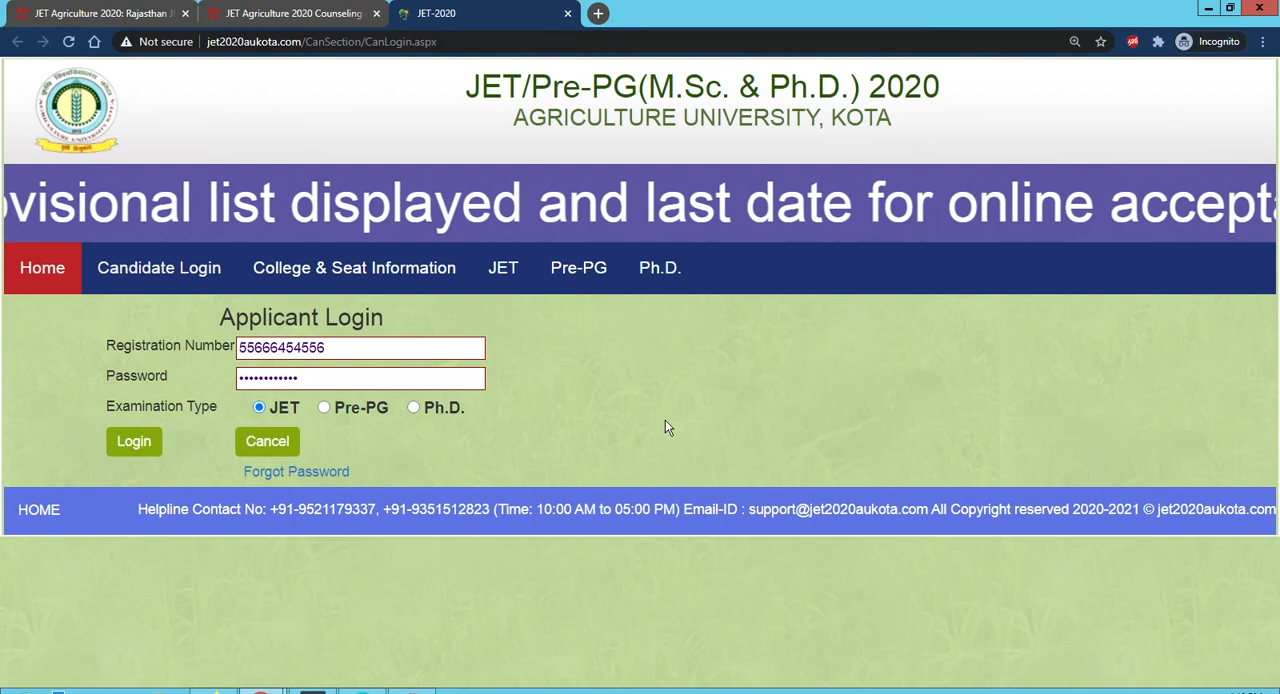 JET Agriculture 2020: Rajasthan J
JET Agriculture 2020 Counseling
JET-2020
Not secure
jet2020aukota.com/CanSection/CanLogin.aspx
Incognito
JET/Pre-PG(M.Sc. & Ph.D.) 2020
AGRICULTURE UNIVERSITY, KOTA
ovisional list displayed and last date for online accepta
Home
Candidate Login
College & Seat Information
JET
Pre-PG
Ph.D.
Applicant Login
Registration Number
55666454556
Password
••••••••••••
Examination Type
JET
Pre-PG
Ph.D.
Login
Cancel
Forgot Password
HOME
Helpline Contact No: +91-9521179337, +91-9351512823 (Time: 10:00 AM to 05:00 PM) Email-ID : support@jet2020aukota.com All Copyright reserved 2020-2021 © jet2020aukota.com